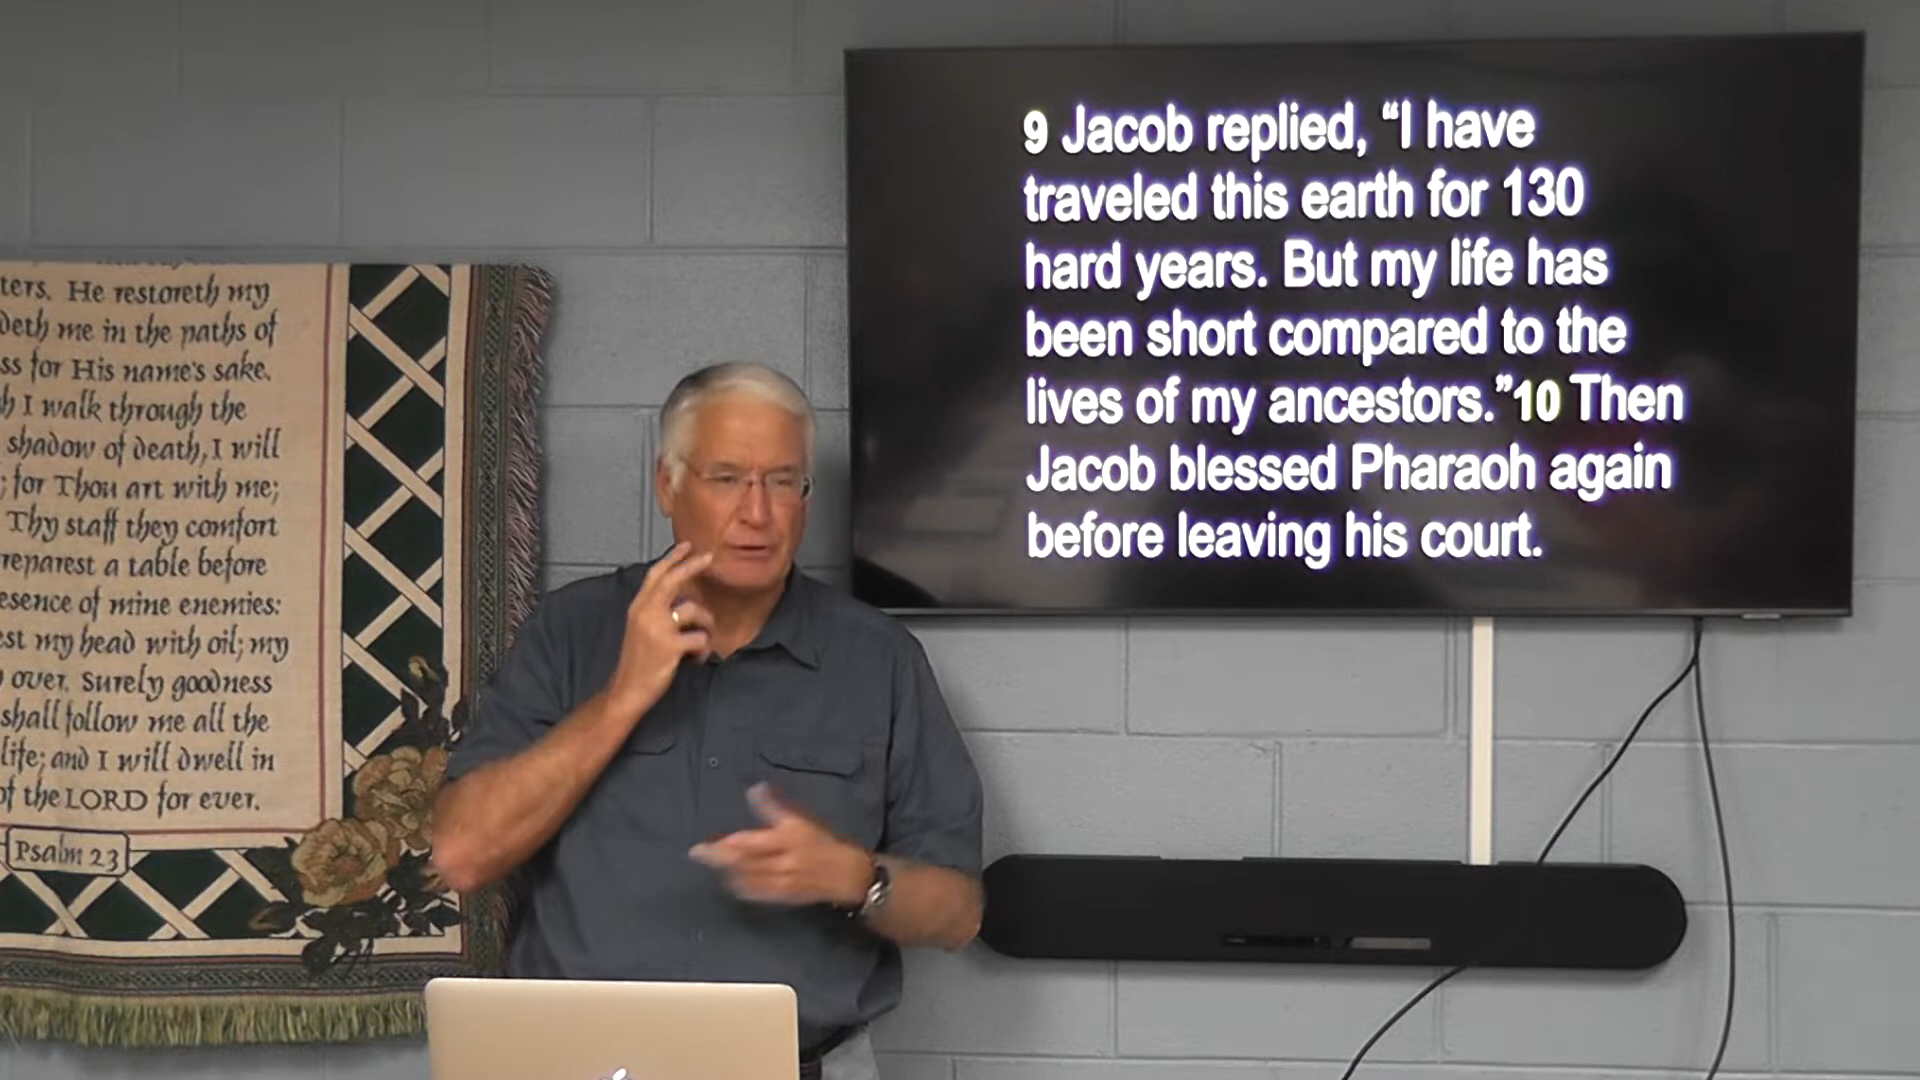 ters. He restoreth my
deth me in the paths of
ss for His name's sake.
h I walk through the
shadow of death, I will
; for Thou art with me;
Thy staff they comfort
reparest a table before
esence of mine enemies:
st my head with oil; my
over. Surely goodness
shall follow me all the
life; and I will dwell in
of the LORD for ever.
Psalm 23
9 Jacob replied, “I have
traveled this earth for 130
hard years. But my life has
been short compared to the
lives of my ancestors.”10 Then
Jacob blessed Pharaoh again
before leaving his court.